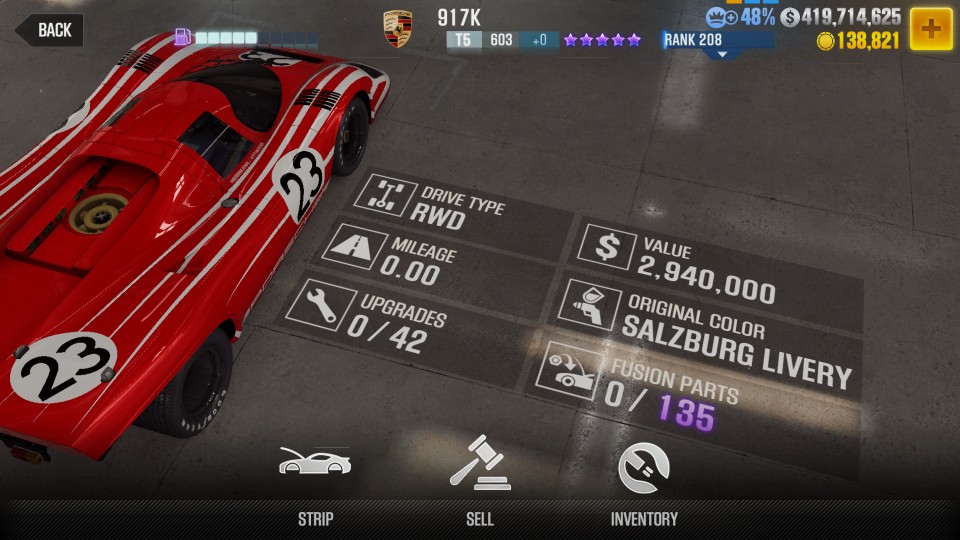 BACK
917K
T5 603 +0
RANK 208
48% $419,714,625
138,821
23
23
DRIVE TYPE
RWD
MILEAGE
0.00
UPGRADES
0/42
VALUE
2,940,000
ORIGINAL COLOR
SALZBURG LIVERY
FUSION PARTS
0 / 135
STRIP
SELL
INVENTORY